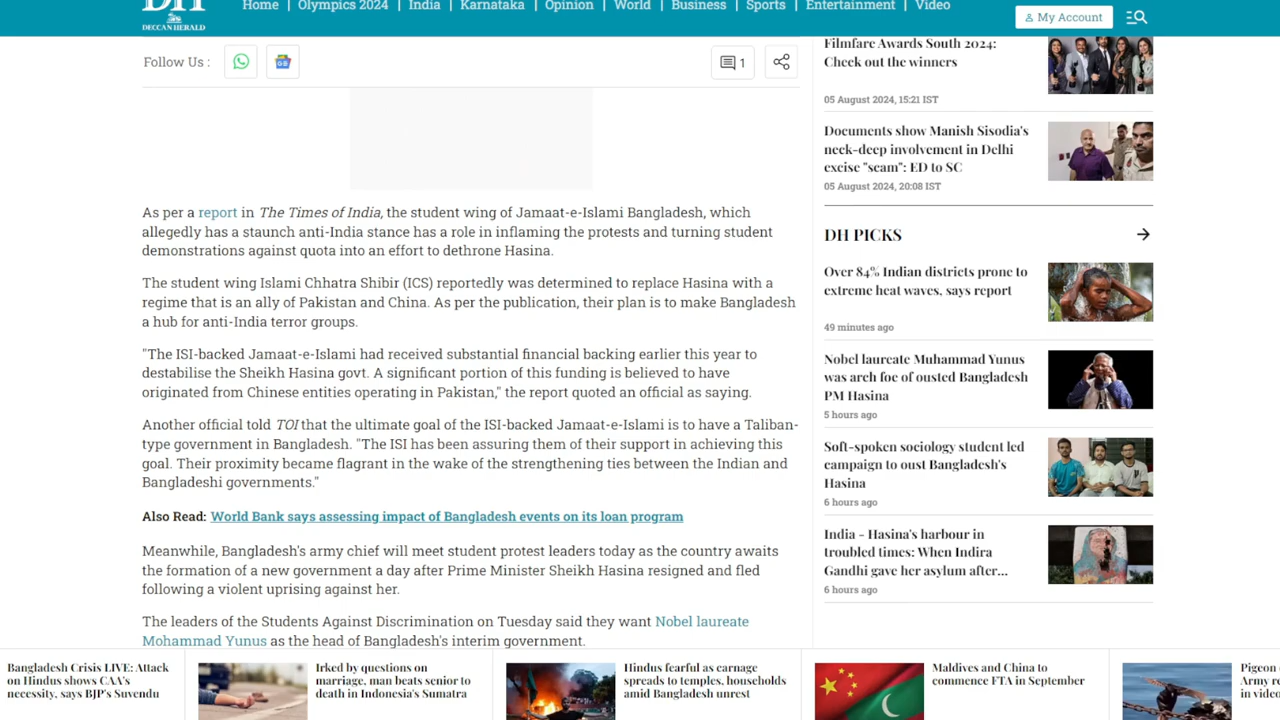 DH
DECCAN HERALD
Home | Olympics 2024 | India | Karnataka | Opinion | World | Business | Sports | Entertainment | Video
My Account
Follow Us :
1
As per a report in The Times of India, the student wing of Jamaat-e-Islami Bangladesh, which
allegedly has a staunch anti-India stance has a role in inflaming the protests and turning student
demonstrations against quota into an effort to dethrone Hasina.
The student wing Islami Chhatra Shibir (ICS) reportedly was determined to replace Hasina with a
regime that is an ally of Pakistan and China. As per the publication, their plan is to make Bangladesh
a hub for anti-India terror groups.
"The ISI-backed Jamaat-e-Islami had received substantial financial backing earlier this year to
destabilise the Sheikh Hasina govt. A significant portion of this funding is believed to have
originated from Chinese entities operating in Pakistan," the report quoted an official as saying.
Another official told TOI that the ultimate goal of the ISI-backed Jamaat-e-Islami is to have a Taliban-
type government in Bangladesh. "The ISI has been assuring them of their support in achieving this
goal. Their proximity became flagrant in the wake of the strengthening ties between the Indian and
Bangladeshi governments."
Also Read: World Bank says assessing impact of Bangladesh events on its loan program
Meanwhile, Bangladesh's army chief will meet student protest leaders today as the country awaits
the formation of a new government a day after Prime Minister Sheikh Hasina resigned and fled
following a violent uprising against her.
The leaders of the Students Against Discrimination on Tuesday said they want Nobel laureate
Mohammad Yunus as the head of Bangladesh's interim government.
Filmfare Awards South 2024:
Check out the winners
05 August 2024, 15:21 IST
Documents show Manish Sisodia's
neck-deep involvement in Delhi
excise "scam": ED to SC
05 August 2024, 20:08 IST
DH PICKS
Over 84% Indian districts prone to
extreme heat waves, says report
49 minutes ago
Nobel laureate Muhammad Yunus
was arch foe of ousted Bangladesh
PM Hasina
5 hours ago
Soft-spoken sociology student led
campaign to oust Bangladesh's
Hasina
6 hours ago
India - Hasina's harbour in
troubled times: When Indira
Gandhi gave her asylum after...
6 hours ago
Bangladesh Crisis LIVE: Attack
on Hindus shows CAA's
necessity, says BJP's Suvendu
Irked by questions on
marriage, man beats senior to
death in Indonesia's Sumatra
Hindus fearful as carnage
spreads to temples, households
amid Bangladesh unrest
Maldives and China to
commence FTA in September
Pigeon
Army
in video